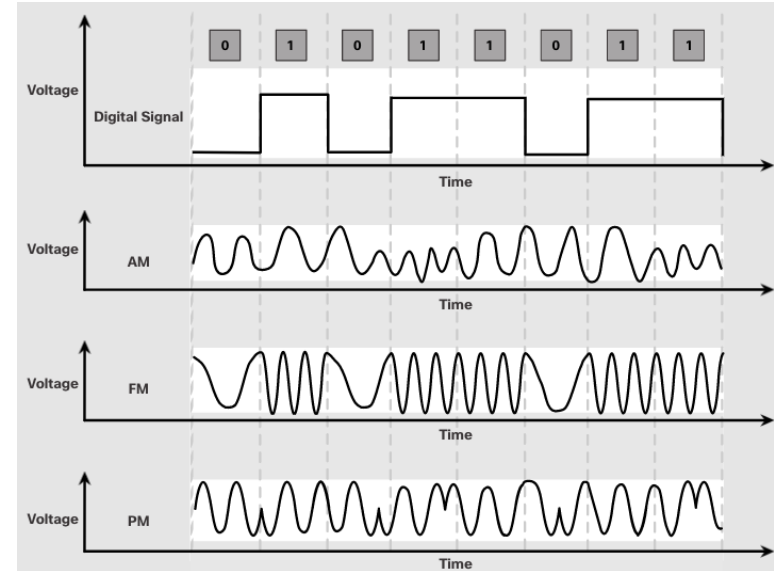 0 1 0 1 1 0 1 1
Voltage
Digital Signal
Time
Voltage
AM
Time
Voltage
FM
Time
Voltage
PM
Time